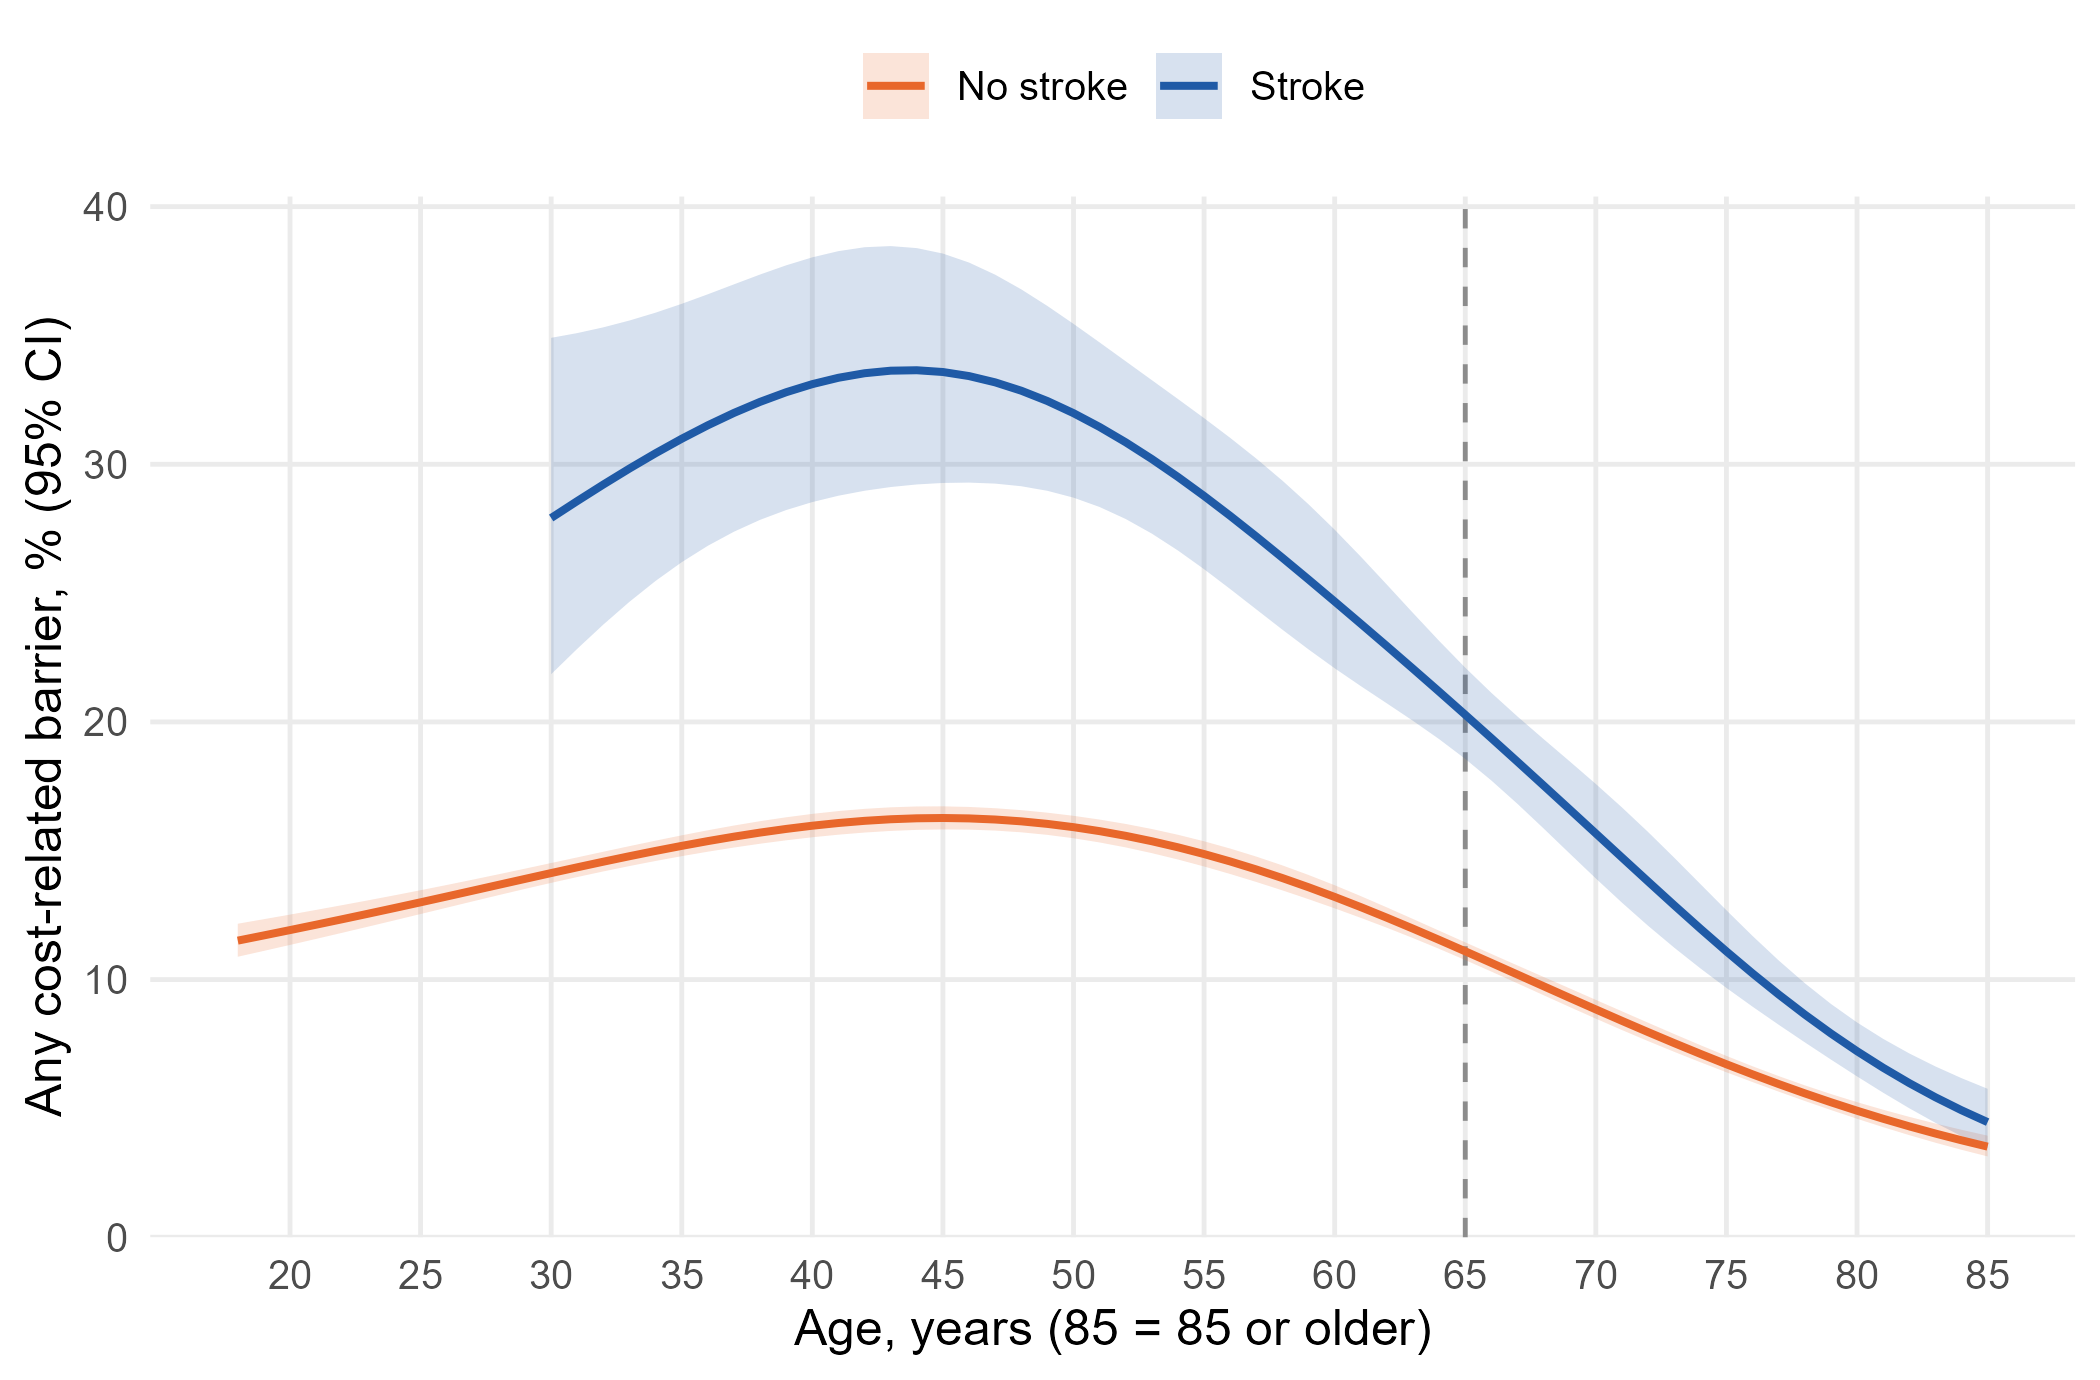 No stroke Stroke
40
30
20
10
0
Any cost-related barrier, % (95% CI)
20 25 30 35 40 45 50 55 60 65 70 75 80 85
Age, years (85 = 85 or older)